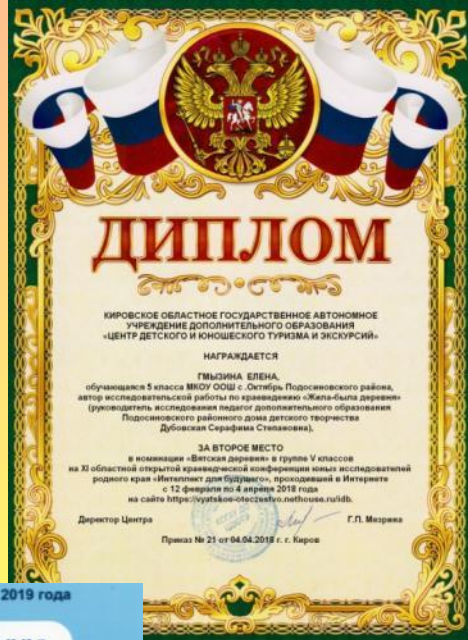 ДИПЛОМ
КИРОВСКОЕ ОБЛАСТНОЕ ГОСУДАРСТВЕННОЕ АВТОНОМНОЕ
УЧРЕЖДЕНИЕ ДОПОЛНИТЕЛЬНОГО ОБРАЗОВАНИЯ
«ЦЕНТР ДЕТСКОГО И ЮНОШЕСКОГО ТУРИЗМА И ЭКСКУРСИЙ»
НАГРАЖДАЕТСЯ
ГМЫЗИНА ЕЛЕНА,
обучающаяся 5 класса МКОУ ООШ с .Октябрь Подосиновского района,
автор исследовательской работы по краеведению «Жила-была деревня»
(руководитель исследования педагог дополнительного образования
Подосиновского районного дома детского творчества
Дубовская Серафима Степановна),
ЗА ВТОРОЕ МЕСТО
в номинации «Вятская деревня» в группе V классов
на XI областной открытой краеведческой конференции юных исследователей
родного края «Интеллект для будущего», проходившей в Интернете
с 12 февраля по 4 апреля 2018 года
на сайте https://vyatskoe-otoczestvo.nethouse.ru/idb.
Директор Центра Г.П. Мязрина
Приказ № 21 от 04.04.2018 г. г. Киров
2019 года